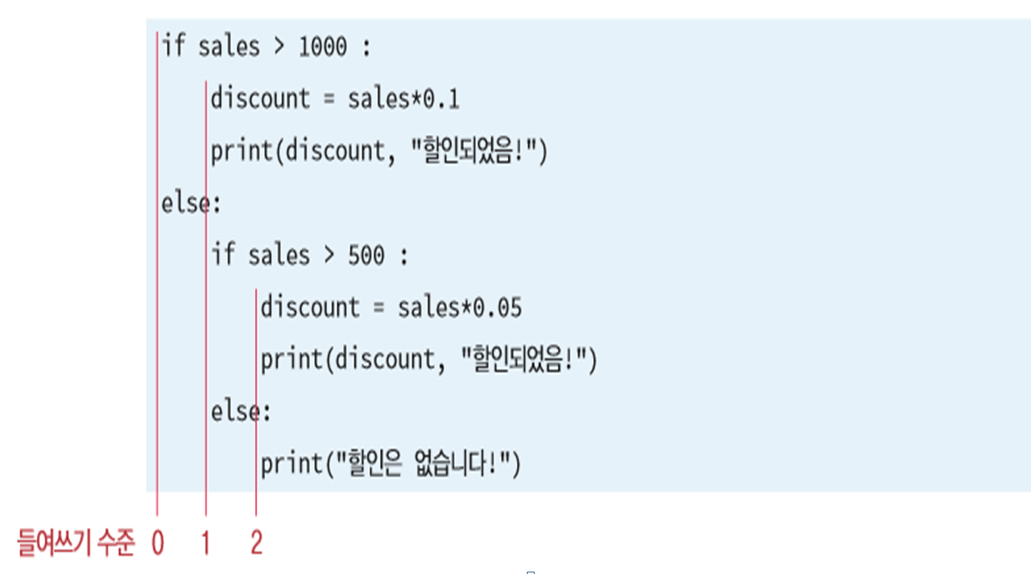 if sales > 1000 :
    discount = sales*0.1
    print(discount, "할인되었음!")
else:
    if sales > 500 :
        discount = sales*0.05
        print(discount, "할인되었음!")
    else:
        print("할인은 없습니다!")
들여쓰기 수준 0 1 2